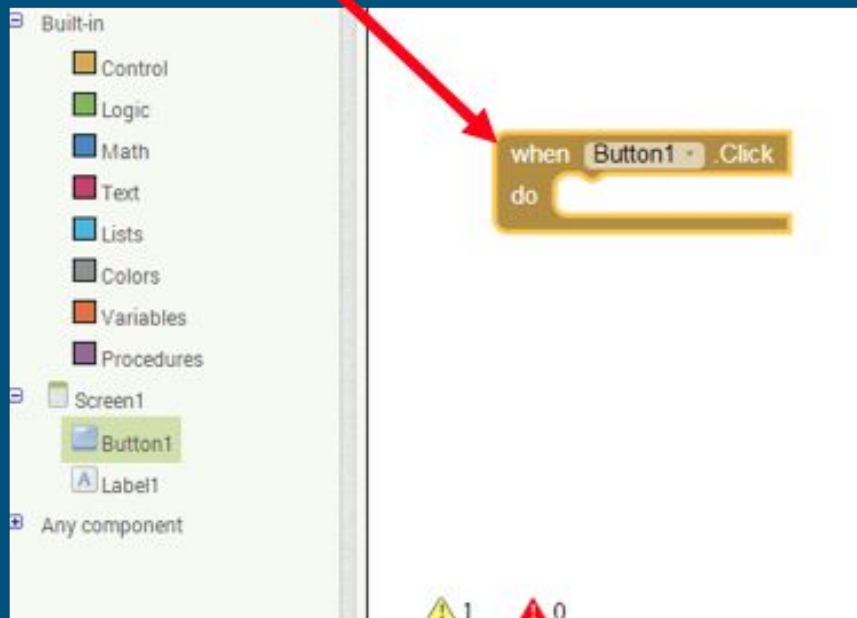 Built-in
Control
Logic
Math
Text
Lists
Colors
Variables
Procedures
Screen1
Button1
A Label1
Any component
when Button1 .Click
do
1 0